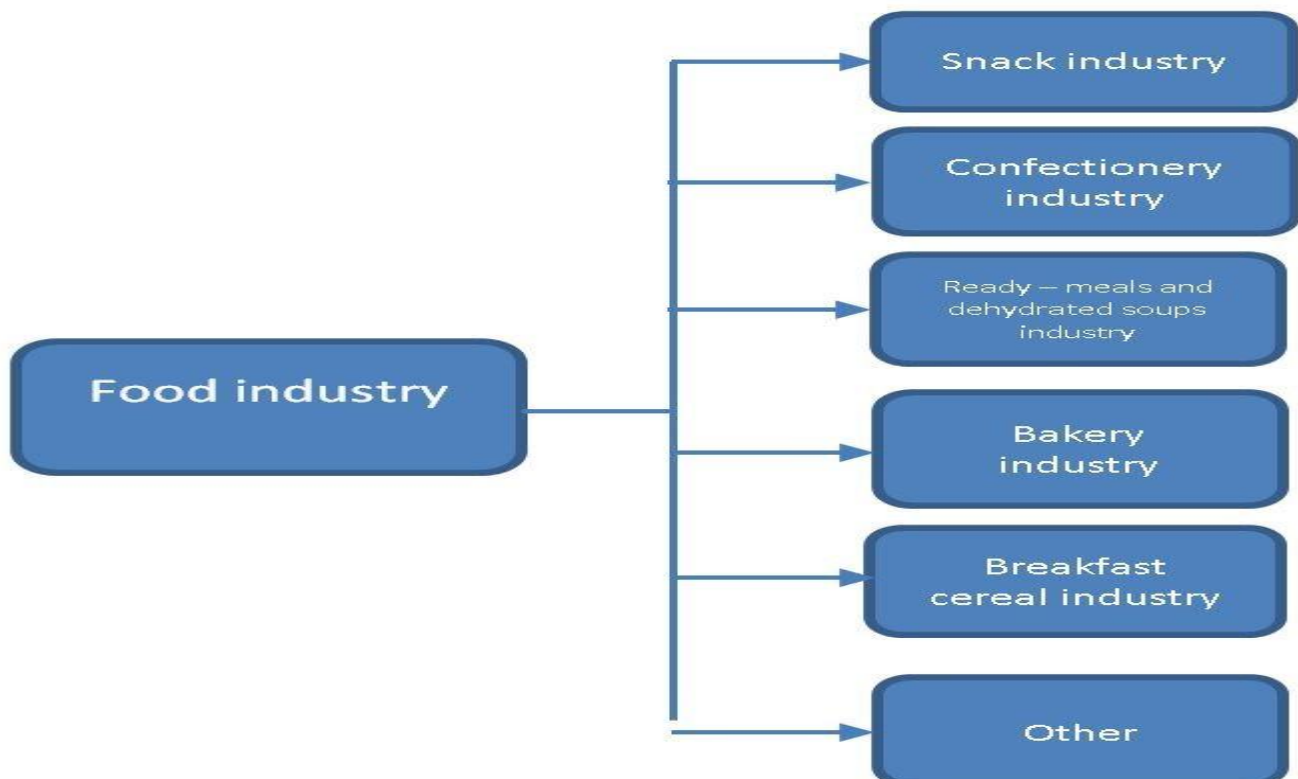 Snack industry
Confectionery
industry
Ready – meals and
dehydrated soups
industry
Food industry
Bakery
industry
Breakfast
cereal industry
Other